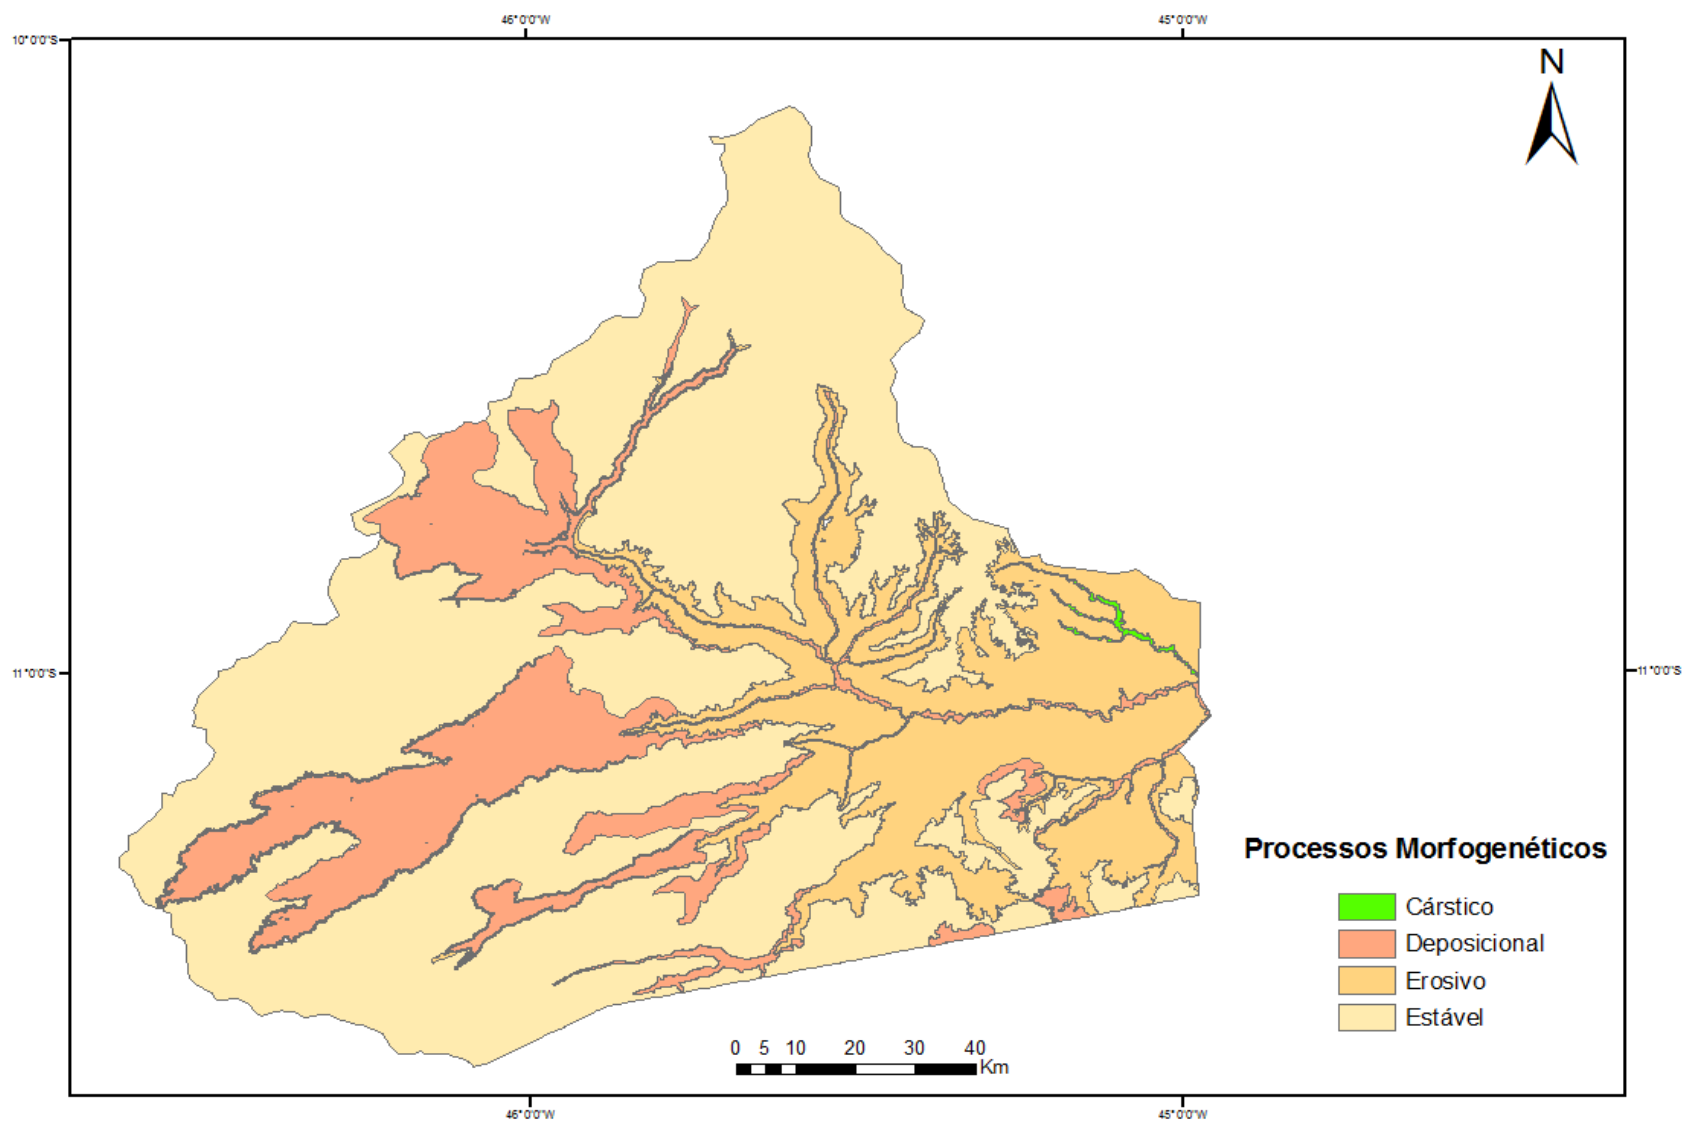 46°0'0"W 45°0'0"W
10°0'0"S
N
11°0'0"S 11°0'0"S
Processos Morfogenéticos
Cárstico
Deposicional
Erosivo
Estável
0 5 10 20 30 40
Km
46°0'0"W 45°0'0"W